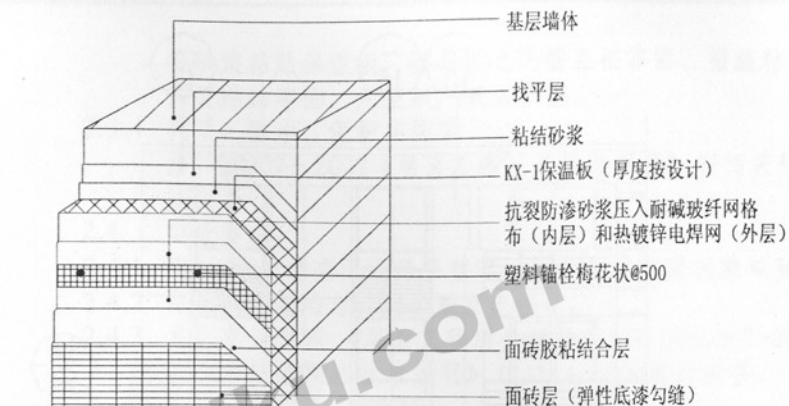 基层墙体
找平层
粘结砂浆
KX-1保温板（厚度按设计）
抗裂防渗砂浆压入耐碱玻纤网格
布（内层）和热镀锌电焊网（外层）
塑料锚栓梅花状@500
面砖胶粘结合层
面砖层（弹性底漆勾缝）